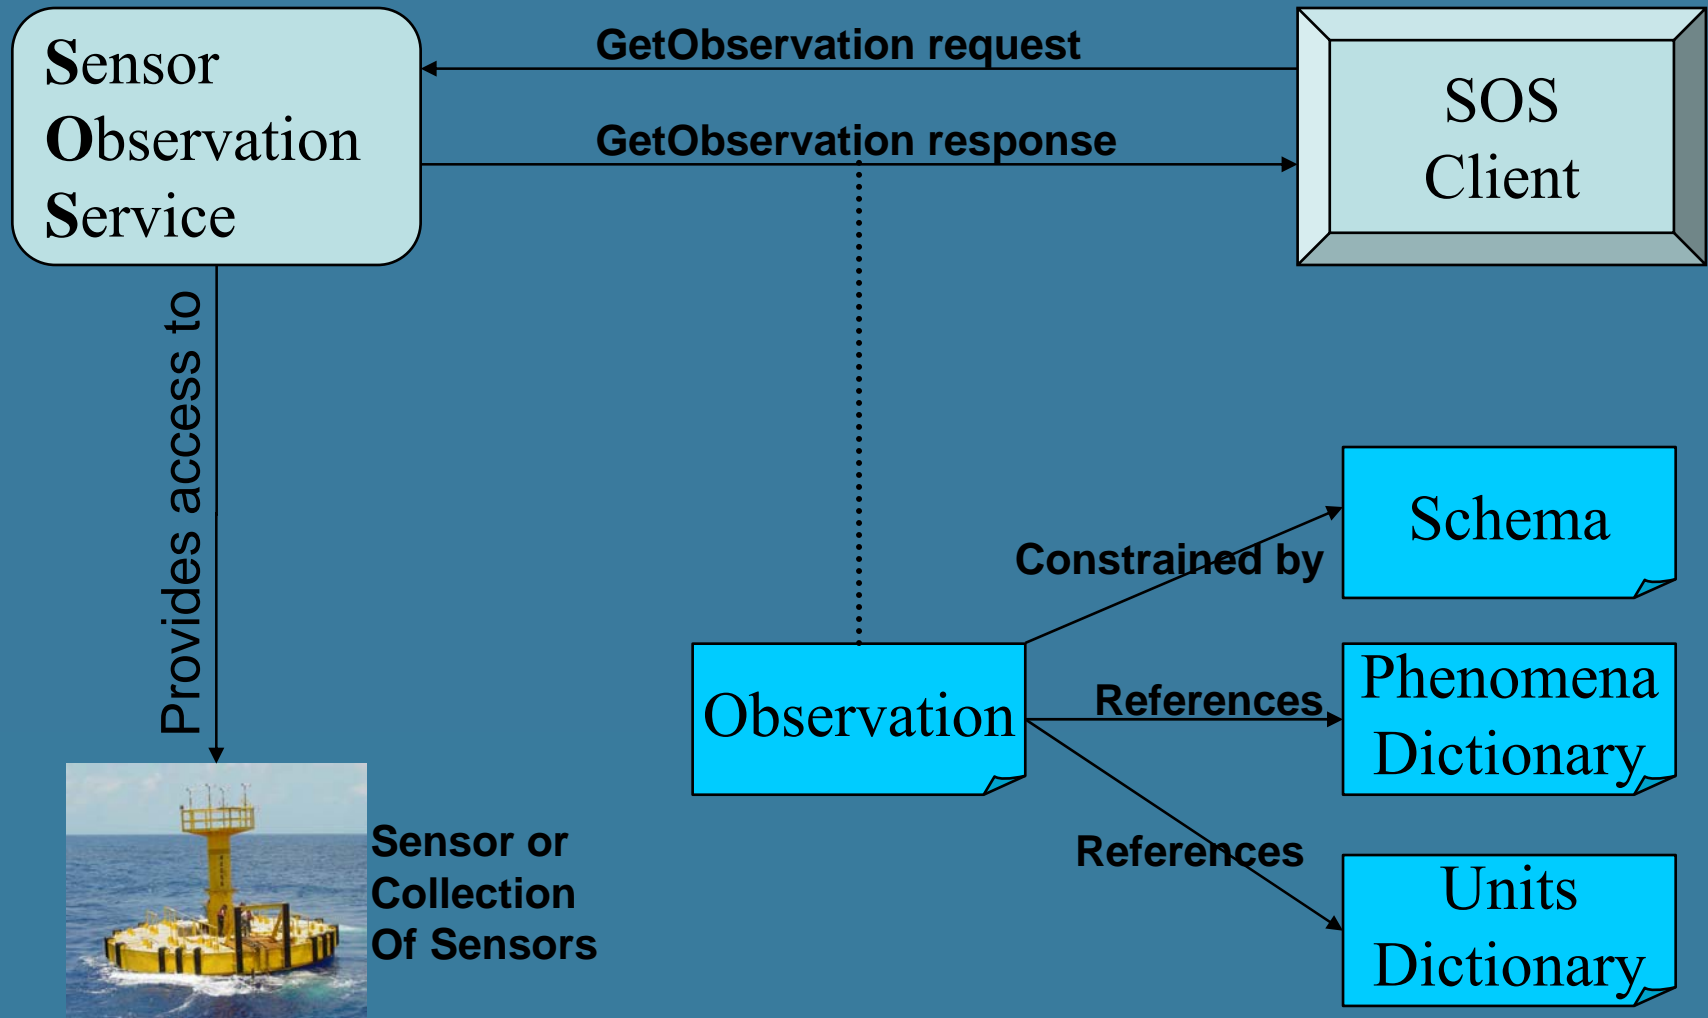 Sensor
Observation
Service
GetObservation request
GetObservation response
SOS
Client
Provides access to
Sensor or
Collection
Of Sensors
Observation
Constrained by
References
References
Schema
Phenomena
Dictionary
Units
Dictionary